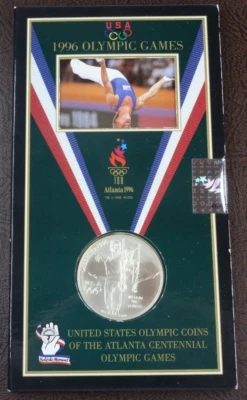 USA
1996 OLYMPIC GAMES
Atlanta 1996
UNITED STATES OLYMPIC COINS
OF THE ATLANTA CENTENNIAL
OLYMPIC GAMES